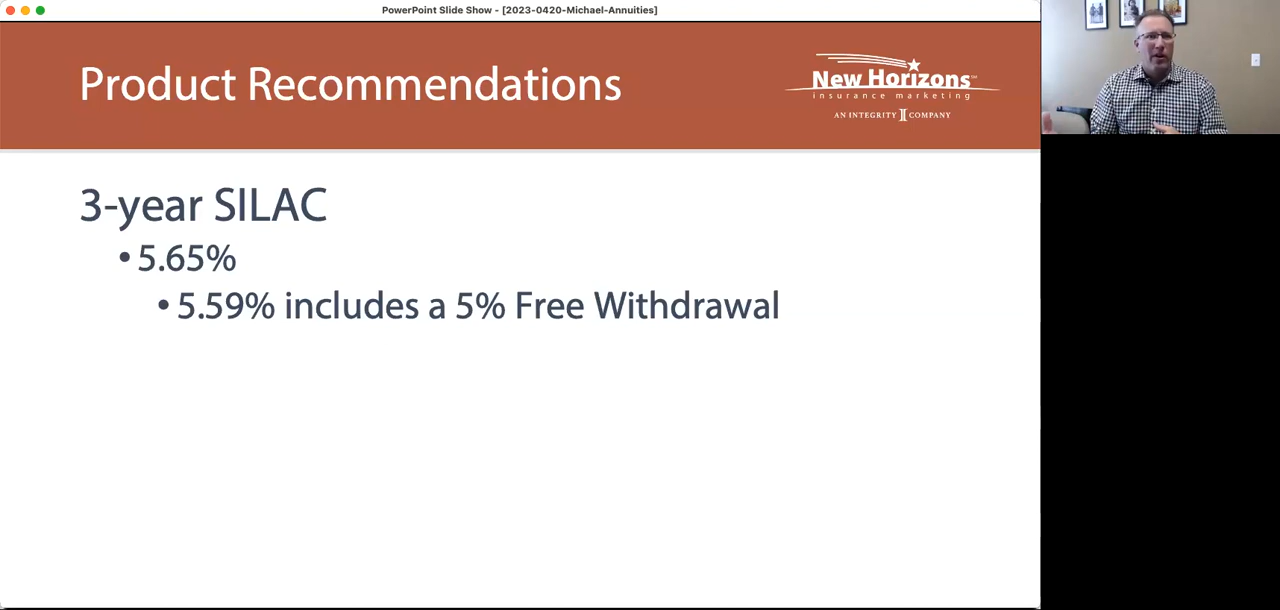 PowerPoint Slide Show - [2023-0420-Michael-Annuities]
Product Recommendations
New Horizons™
insurance marketing
AN INTEGRITY COMPANY
3-year SILAC
• 5.65%
• 5.59% includes a 5% Free Withdrawal